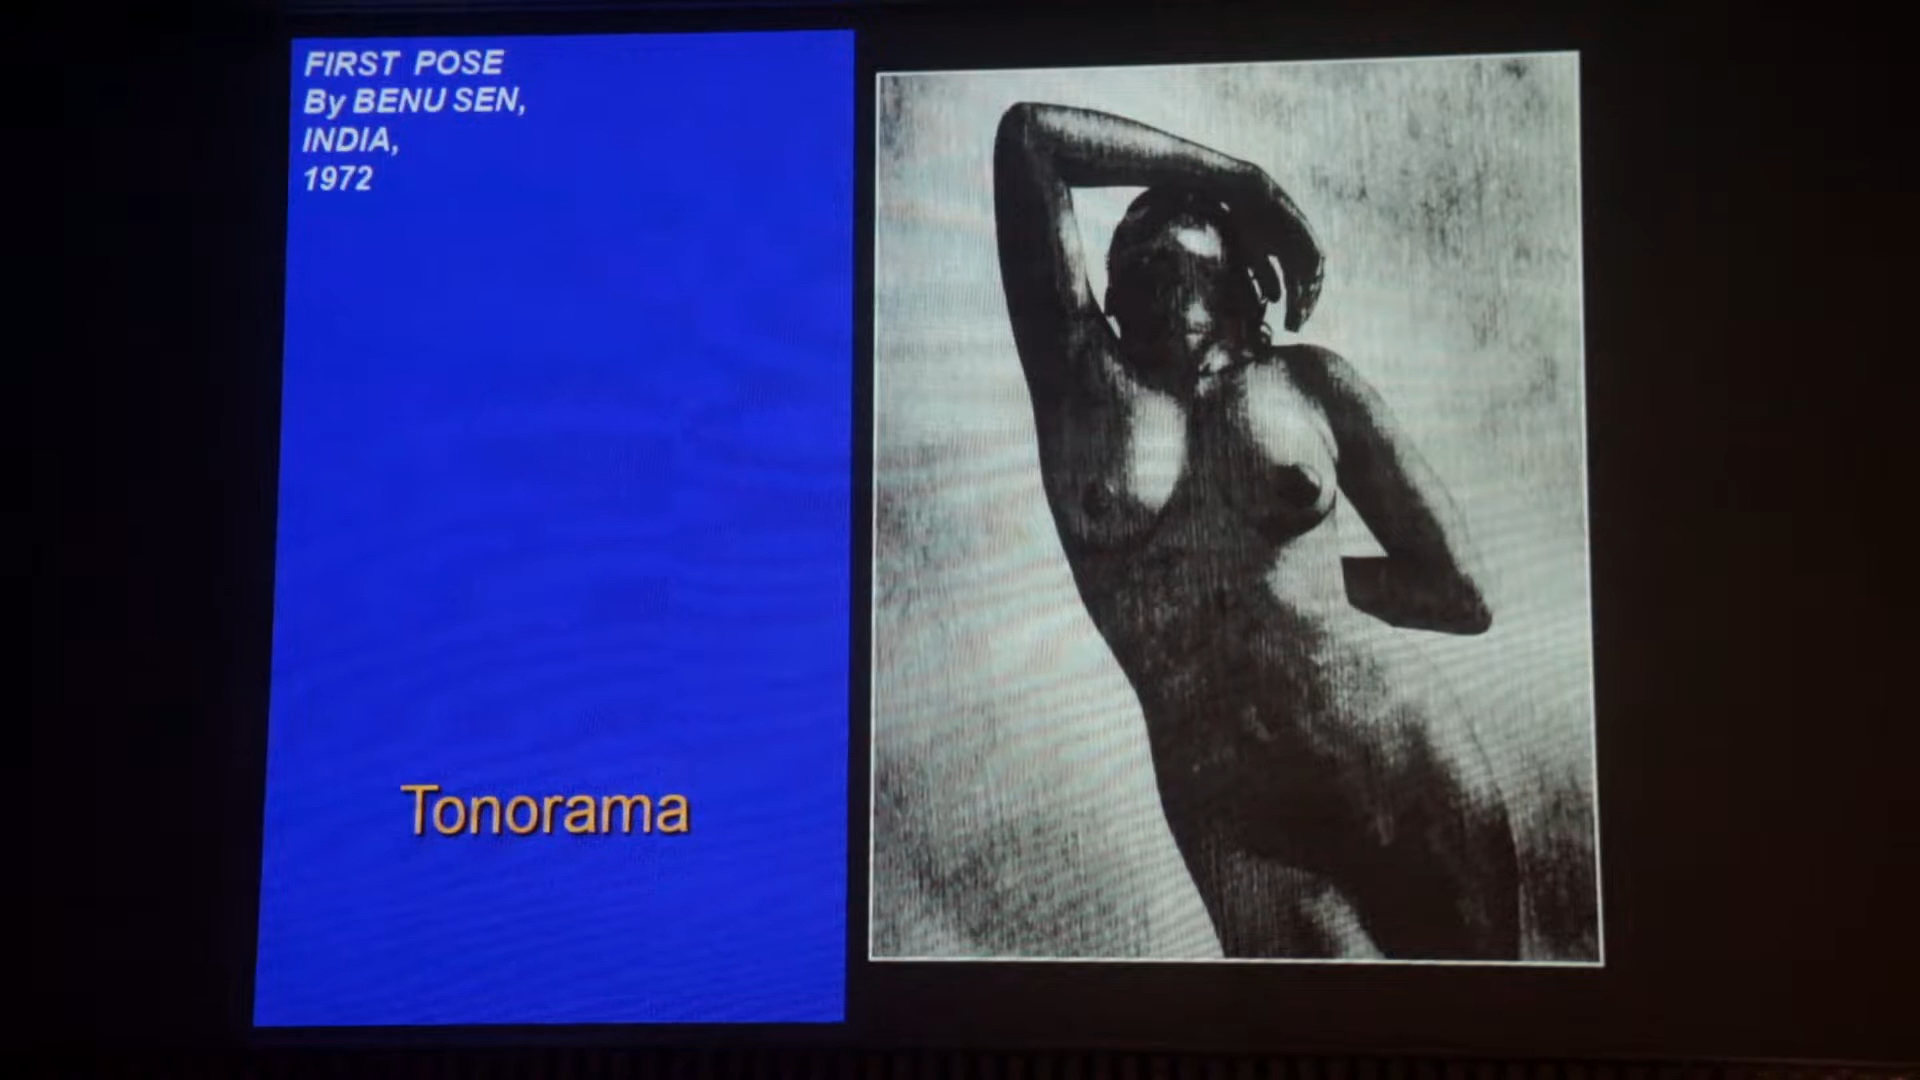 FIRST POSE
By BENU SEN,
INDIA,
1972
Tonorama